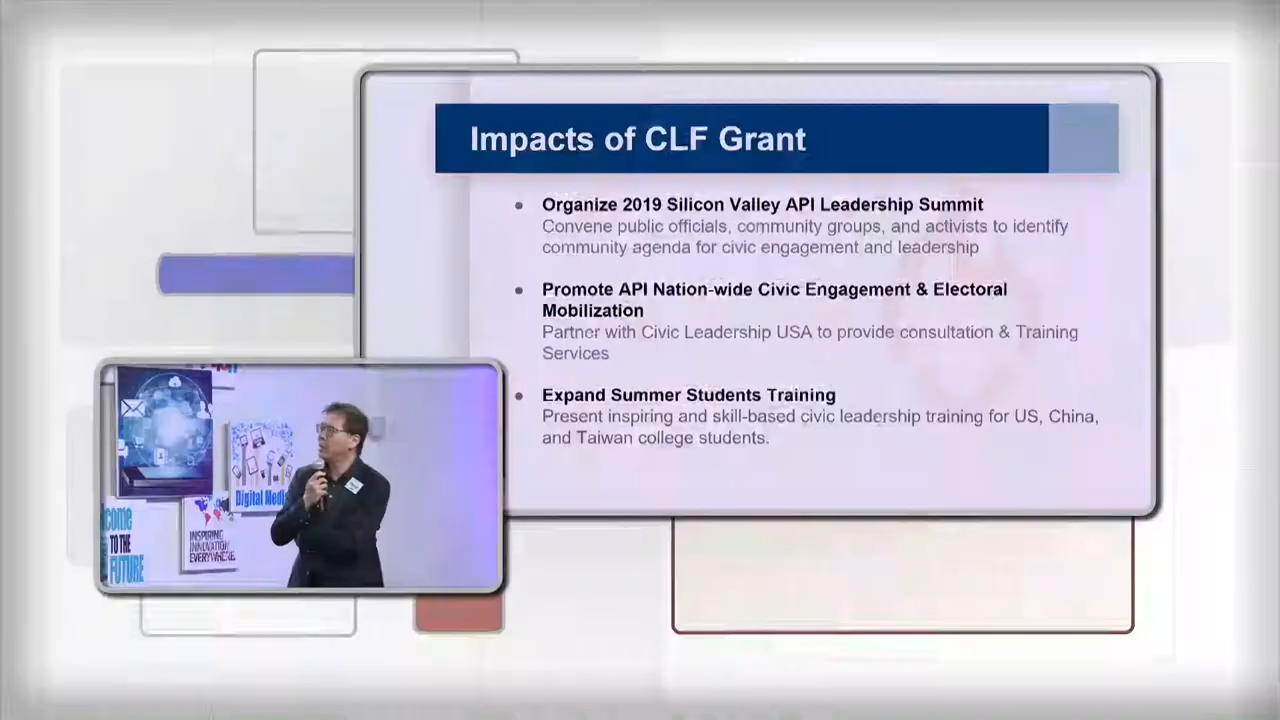 Impacts of CLF Grant
Organize 2019 Silicon Valley API Leadership Summit
Convene public officials, community groups, and activists to identify
community agenda for civic engagement and leadership
Promote API Nation-wide Civic Engagement & Electoral
Mobilization
Partner with Civic Leadership USA to provide consultation & Training
Services
Expand Summer Students Training
Present inspiring and skill-based civic leadership training for US, China,
and Taiwan college students.
Digital Medi
come
TO THE
FUTURE
INSPIRING
INNOVATION
EVERYWHERE